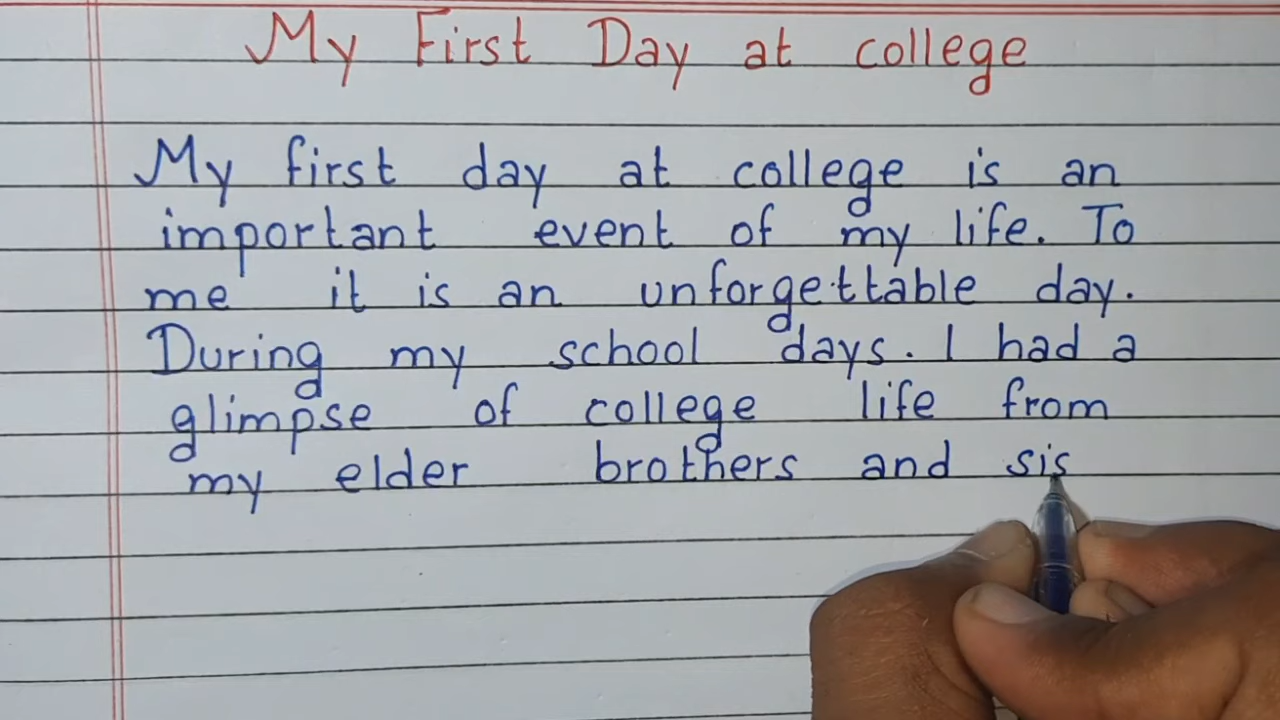 My First Day at college
My first day at college is an
important event of my life. To
me it is an unforgettable day.
During my school days. I had a
glimpse of college life from
my elder brothers and sis